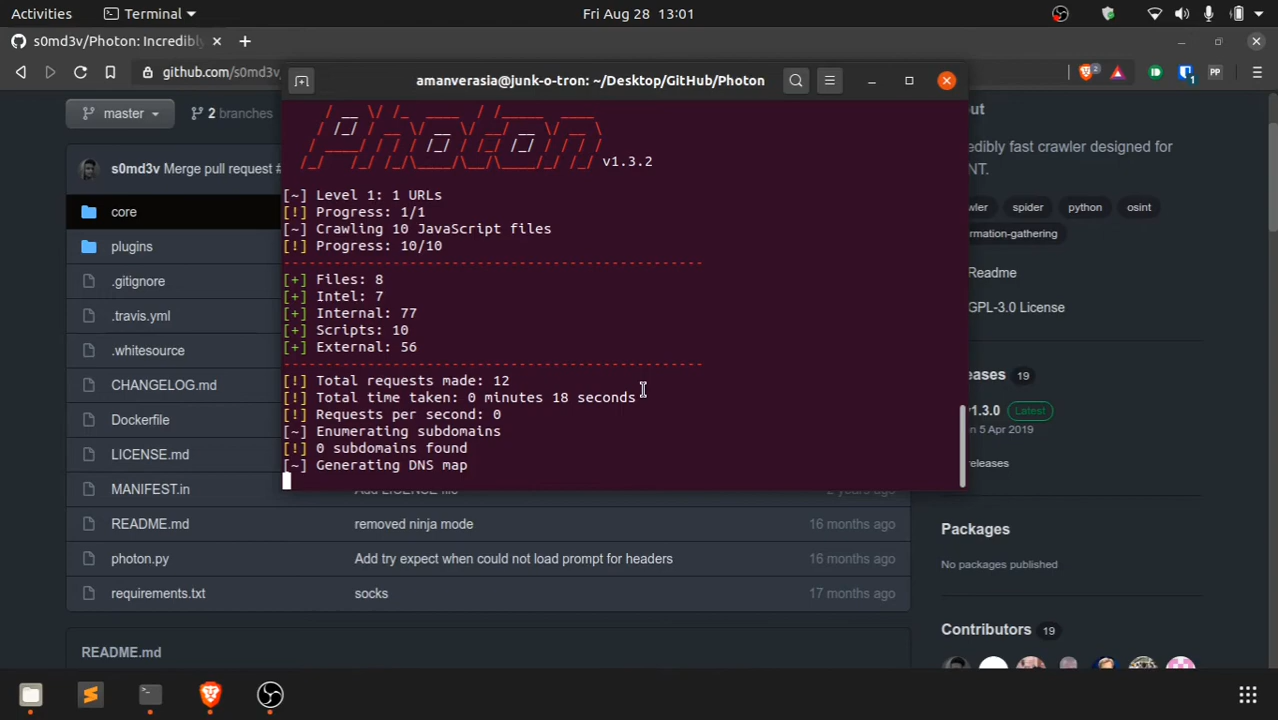 Activities
Terminal
Fri Aug 28 13:01
s0md3v/Photon: Incredibly
github.com/s0md3v
2
PP
amanverasia@junk-o-tron: ~/Desktop/GitHub/Photon
v1.3.2
[~] Level 1: 1 URLs
[!] Progress: 1/1
[~] Crawling 10 JavaScript files
[!] Progress: 10/10
[+] Files: 8
[+] Intel: 7
[+] Internal: 77
[+] Scripts: 10
[+] External: 56
[!] Total requests made: 12
[!] Total time taken: 0 minutes 18 seconds
[!] Requests per second: 0
[~] Enumerating subdomains
[!] 0 subdomains found
[~] Generating DNS map
master
2 branches
s0md3v Merge pull request #
core
plugins
.gitignore
.travis.yml
.whitesource
CHANGELOG.md
Dockerfile
LICENSE.md
MANIFEST.in Add LICENSE file 2 years ago
README.md removed ninja mode 16 months ago
photon.py Add try expect when could not load prompt for headers 16 months ago
requirements.txt socks 17 months ago
README.md
out
edibly fast crawler designed for
NT.
wler spider python osint
rmation-gathering
Readme
GPL-3.0 License
eases 19
v1.3.0 Latest
on 5 Apr 2019
releases
Packages
No packages published
Contributors 19